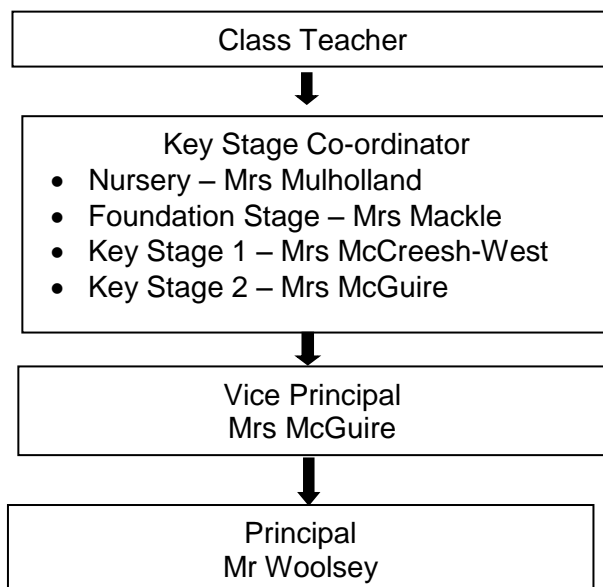 Class Teacher
Key Stage Co-ordinator
• Nursery – Mrs Mulholland
• Foundation Stage – Mrs Mackle
• Key Stage 1 – Mrs McCreesh-West
• Key Stage 2 – Mrs McGuire
Vice Principal
Mrs McGuire
Principal
Mr Woolsey